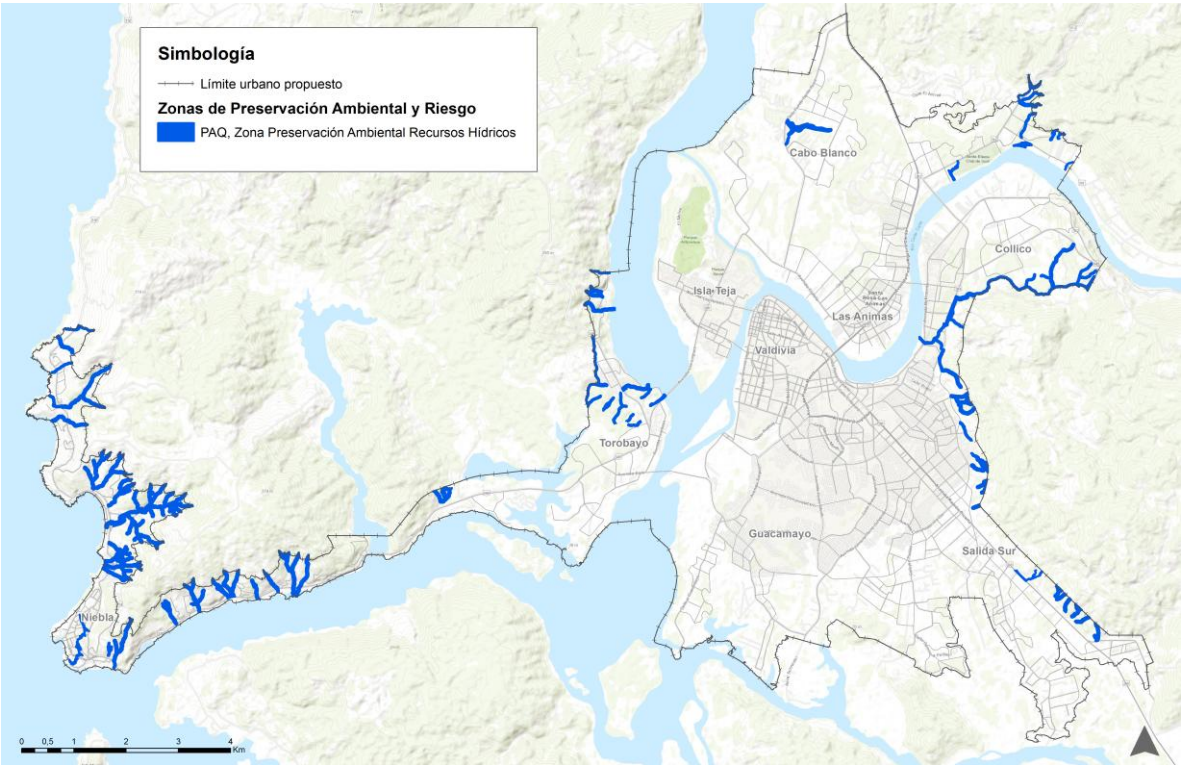 Simbología
Límite urbano propuesto
Zonas de Preservación Ambiental y Riesgo
PAQ, Zona Preservación Ambiental Recursos Hídricos
Cabo Blanco
Collico
Isla Teja
Las Animas
Valdivia
Torobayo
Guacamayo
Salida Sur
Niebla
0 0,5 1 2 3 4
Km